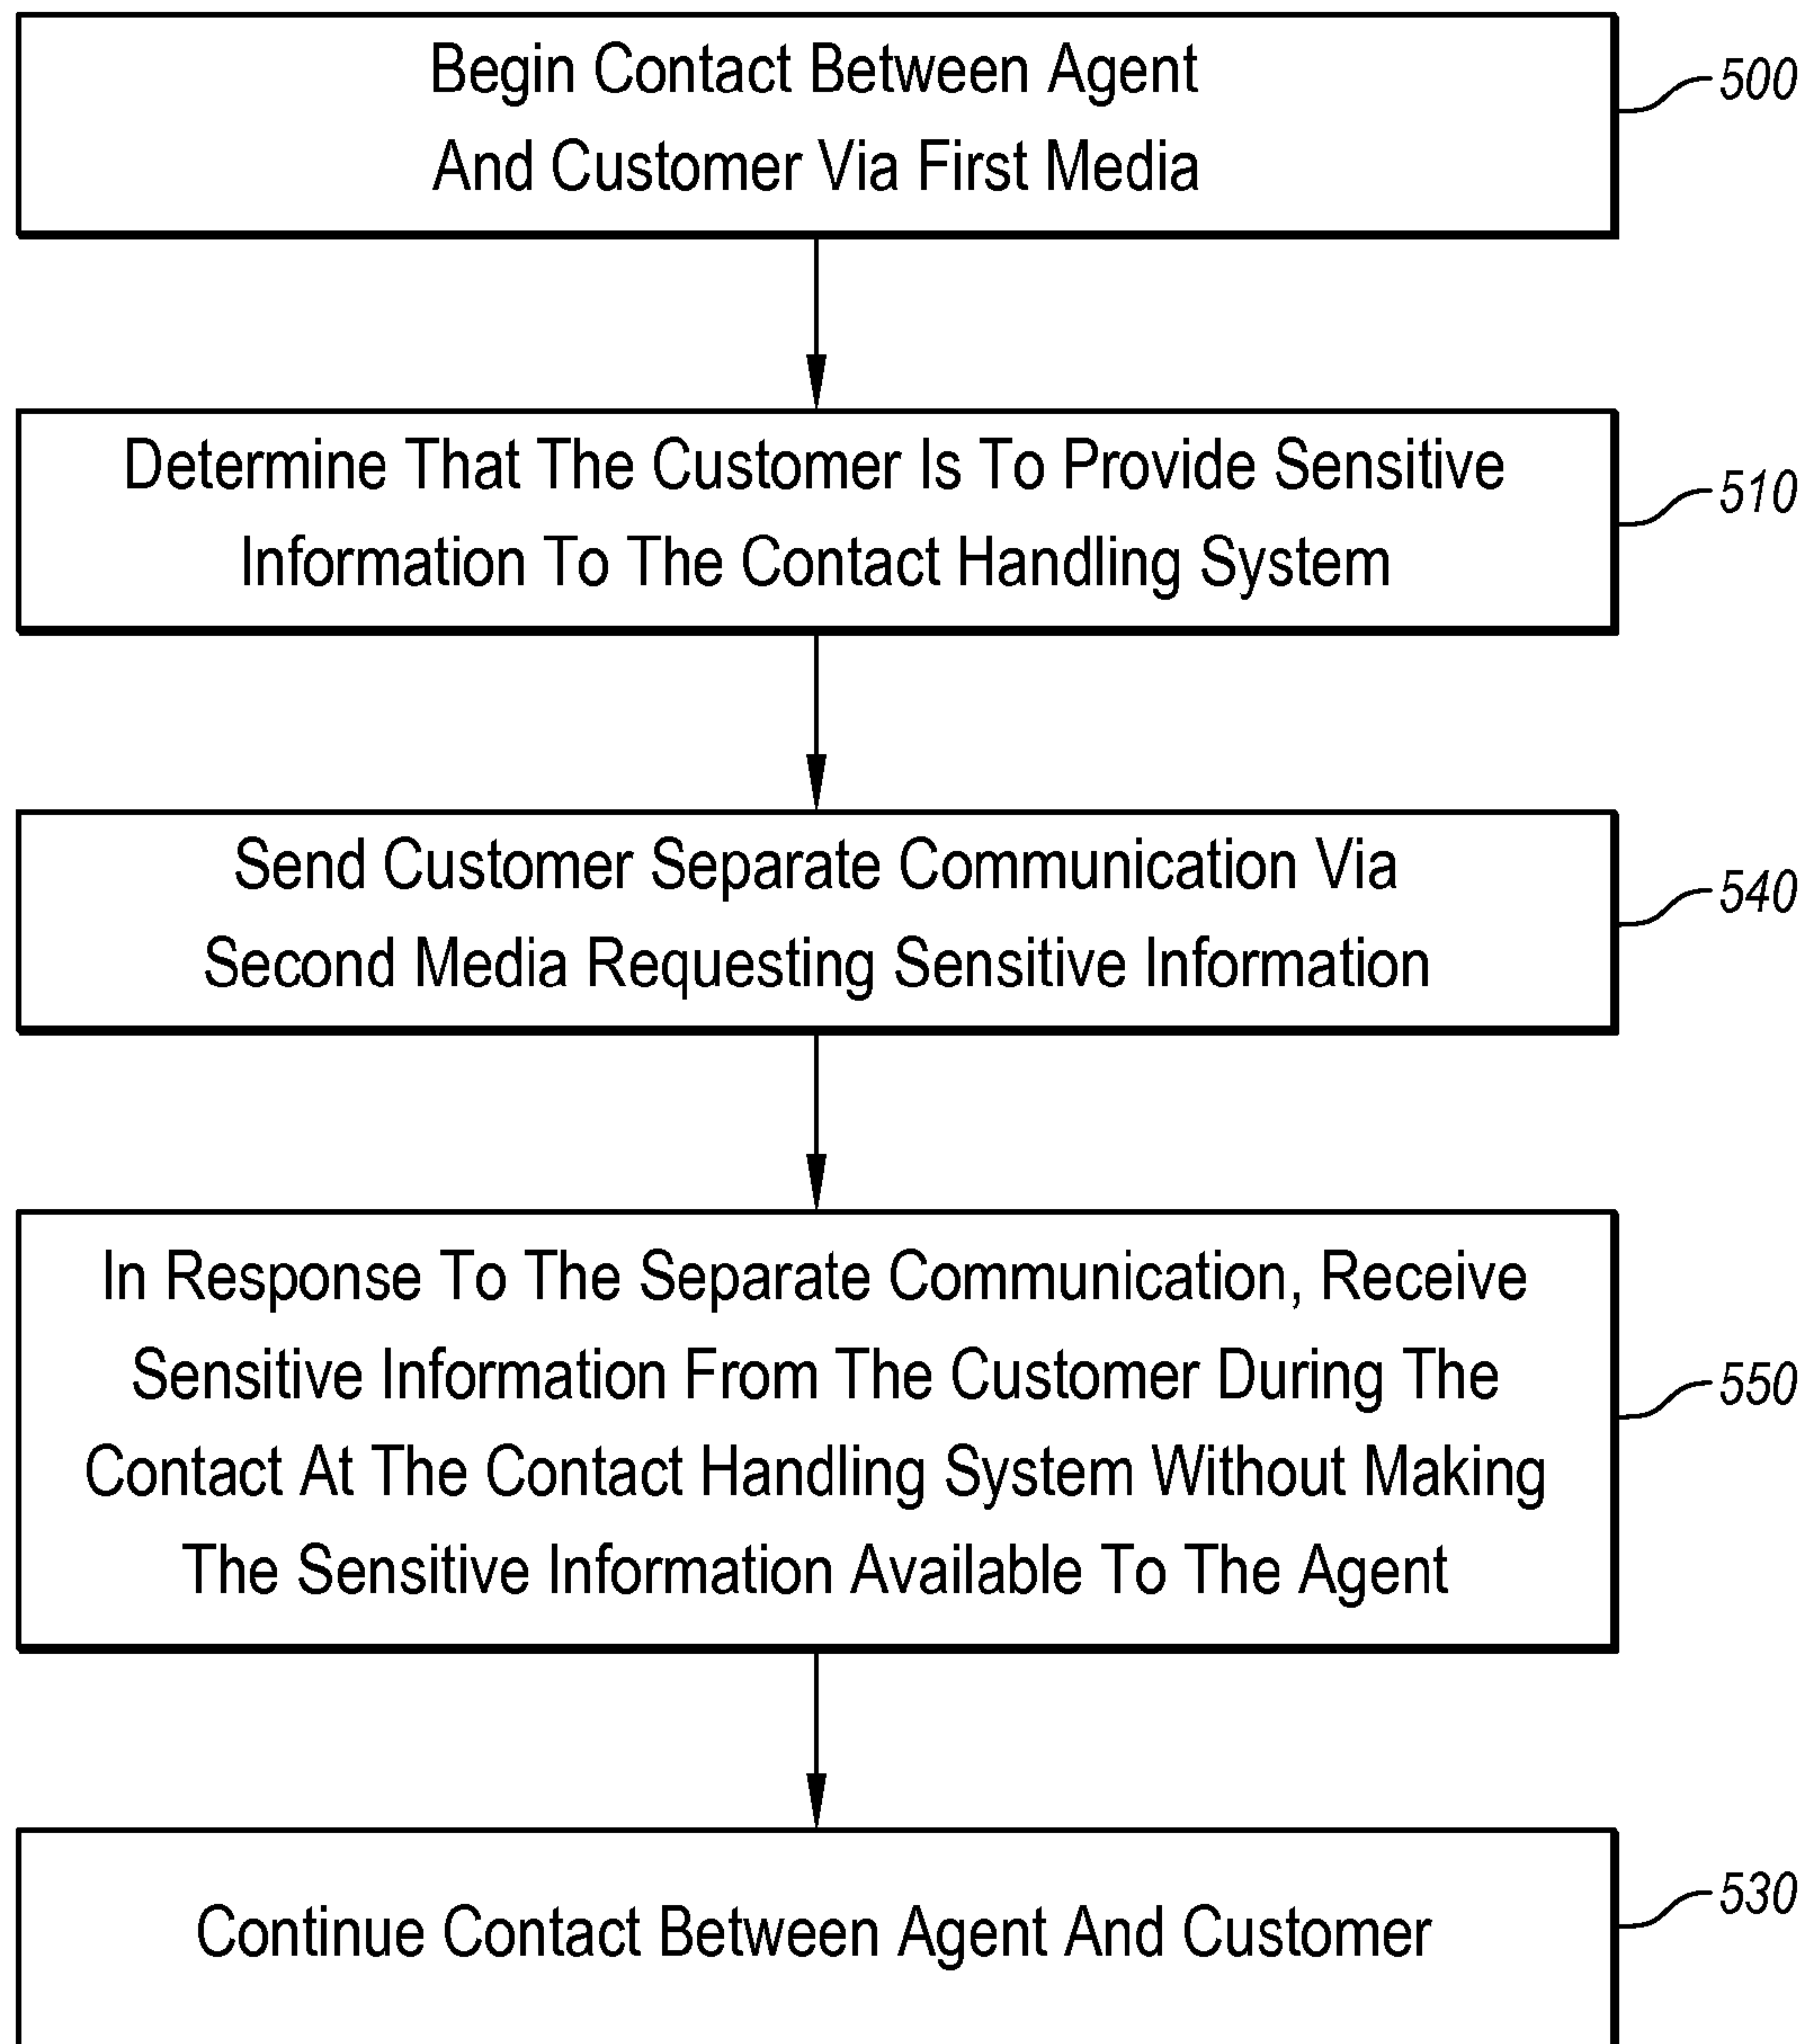 Begin Contact Between Agent
And Customer Via First Media
500
Determine That The Customer Is To Provide Sensitive
Information To The Contact Handling System
510
Send Customer Separate Communication Via
Second Media Requesting Sensitive Information
540
In Response To The Separate Communication, Receive
Sensitive Information From The Customer During The
Contact At The Contact Handling System Without Making
The Sensitive Information Available To The Agent
550
Continue Contact Between Agent And Customer
530